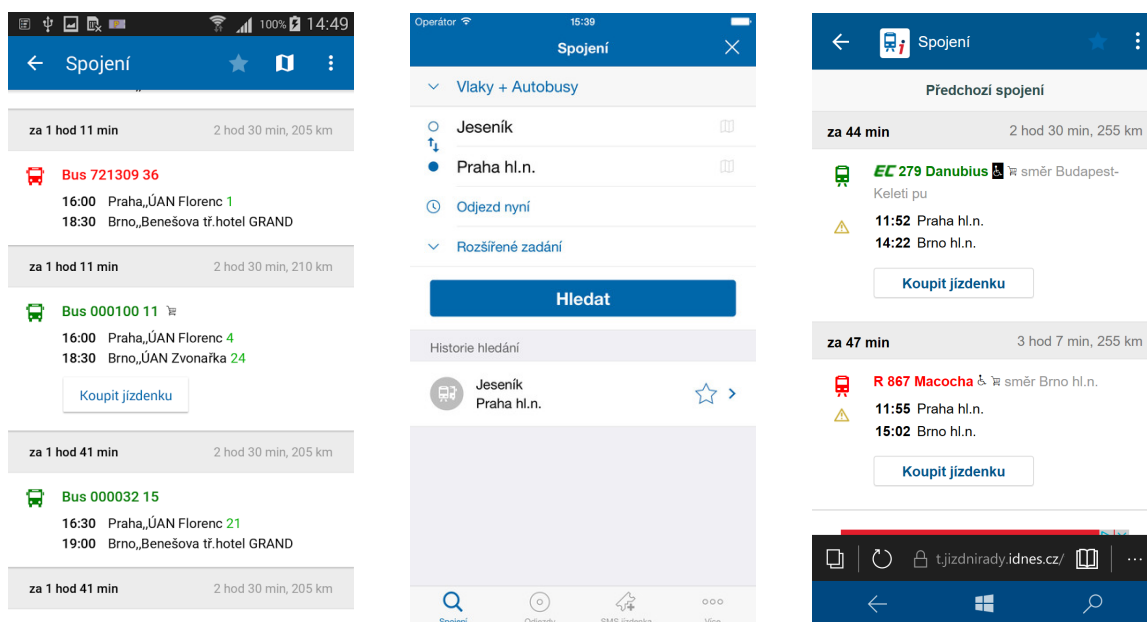 100% 14:49
Spojení
za 1 hod 11 min 2 hod 30 min, 205 km
Bus 721309 36
16:00 Praha,,ÚAN Florenc 1
18:30 Brno,,Benešova tř.hotel GRAND
za 1 hod 11 min 2 hod 30 min, 210 km
Bus 000100 11
16:00 Praha,,ÚAN Florenc 4
18:30 Brno,,ÚAN Zvonařka 24
Koupit jízdenku
za 1 hod 41 min 2 hod 30 min, 205 km
Bus 000032 15
16:30 Praha,,ÚAN Florenc 21
19:00 Brno,,Benešova tř.hotel GRAND
za 1 hod 41 min 2 hod 30 min, 205 km
Operátor 15:39
Spojení
Vlaky + Autobusy
Jeseník
Praha hl.n.
Odjezd nyní
Rozšířené zadání
Hledat
Historie hledání
Jeseník
Praha hl.n.
Spojení Odjezdy SMS jízdenka Více
Spojení
Předchozí spojení
za 44 min 2 hod 30 min, 255 km
EC 279 Danubius směr Budapest-
Keleti pu
11:52 Praha hl.n.
14:22 Brno hl.n.
Koupit jízdenku
za 47 min 3 hod 7 min, 255 km
R 867 Macocha směr Brno hl.n.
11:55 Praha hl.n.
15:02 Brno hl.n.
Koupit jízdenku
t.jizdnirady.idnes.cz/